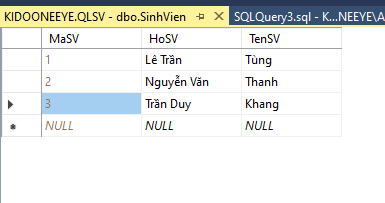 KIDOONEEYE.QLSV - dbo.SinhVien SQLQuery3.sql - K...NEEYE\A
MaSV HoSV TenSV
1 Lê Trần Tùng
2 Nguyễn Văn Thanh
3 Trần Duy Khang
NULL NULL NULL